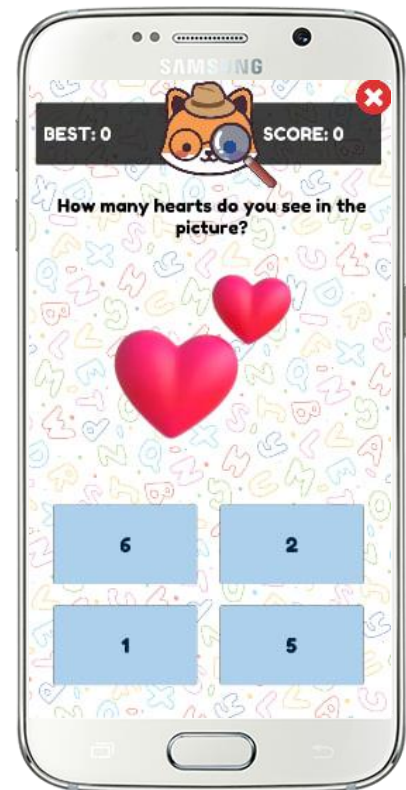 SAMSUNG
BEST: 0
SCORE: 0
How many hearts do you see in the
picture?
6
2
1
5